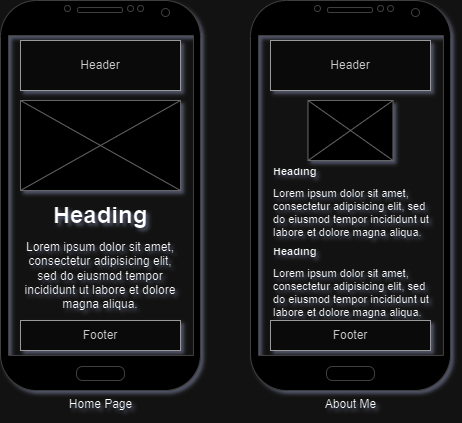 Header
Heading
Lorem ipsum dolor sit amet,
consectetur adipisicing elit,
sed do eiusmod tempor
incididunt ut labore et dolore
magna aliqua.
Footer
Home Page
Header
Heading
Lorem ipsum dolor sit amet,
consectetur adipisicing elit, sed
do eiusmod tempor incididunt ut
labore et dolore magna aliqua.
Heading
Lorem ipsum dolor sit amet,
consectetur adipisicing elit, sed
do eiusmod tempor incididunt ut
labore et dolore magna aliqua.
Footer
About Me